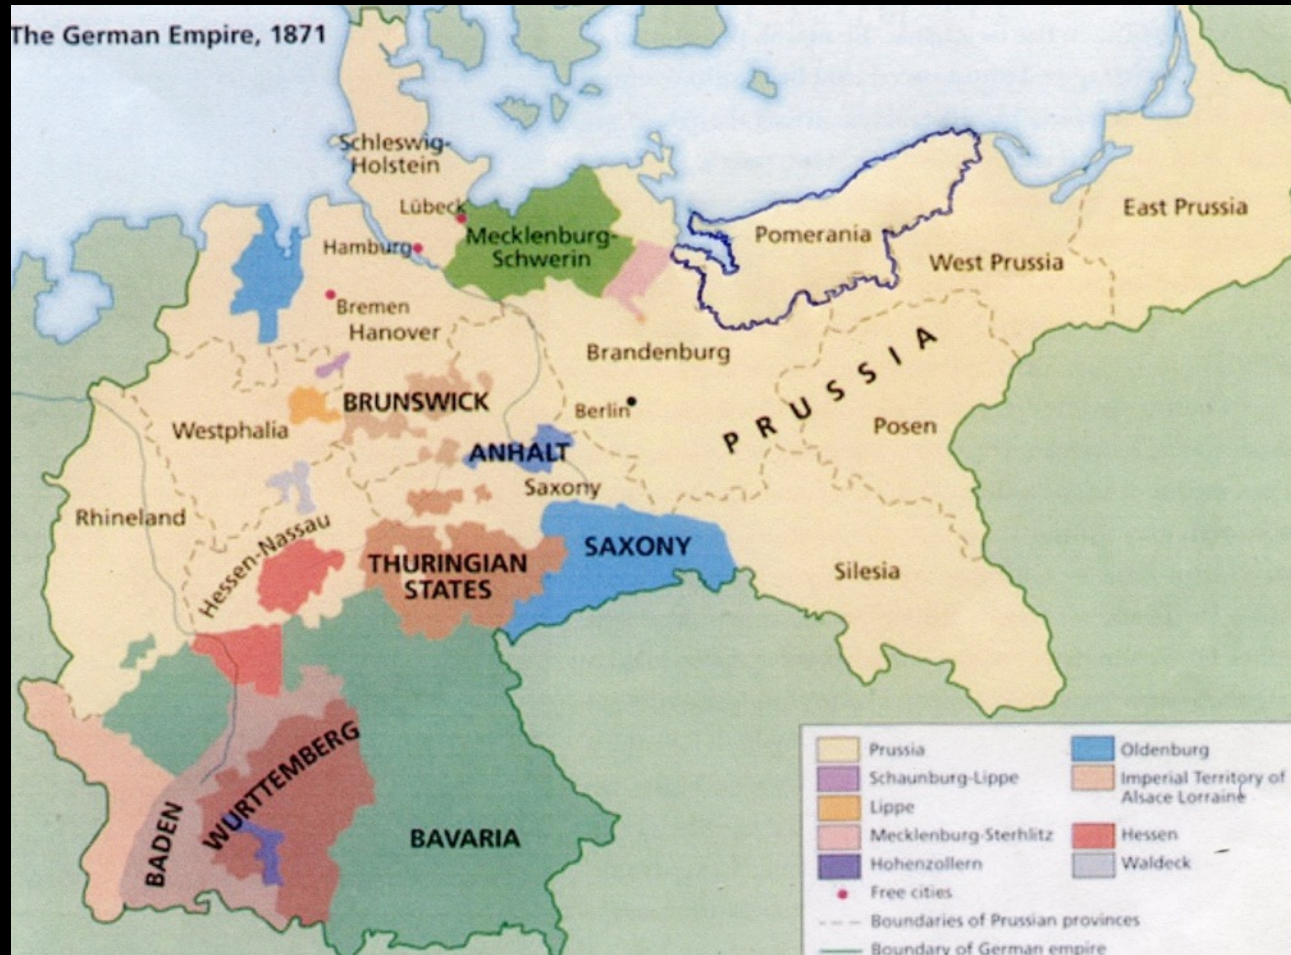 The German Empire, 1871
Schleswig-
Holstein
Lübeck
Hamburg
Mecklenburg-
Schwerin
Pomerania
East Prussia
West Prussia
Bremen
Hanover
Brandenburg
PRUSSIA
BRUNSWICK
Berlin
Westphalia
Posen
ANHALT
Saxony
Rhineland
Hessen-Nassau
SAXONY
THURINGIAN
STATES
Silesia
WURTTEMBERG
BADEN
BAVARIA
Prussia
Schaunburg-Lippe
Lippe
Mecklenburg-Sterhlitz
Hohenzollern
Free cities
Boundaries of Prussian provinces
Boundary of German empire
Oldenburg
Imperial Territory of
Alsace Lorraine
Hessen
Waldeck